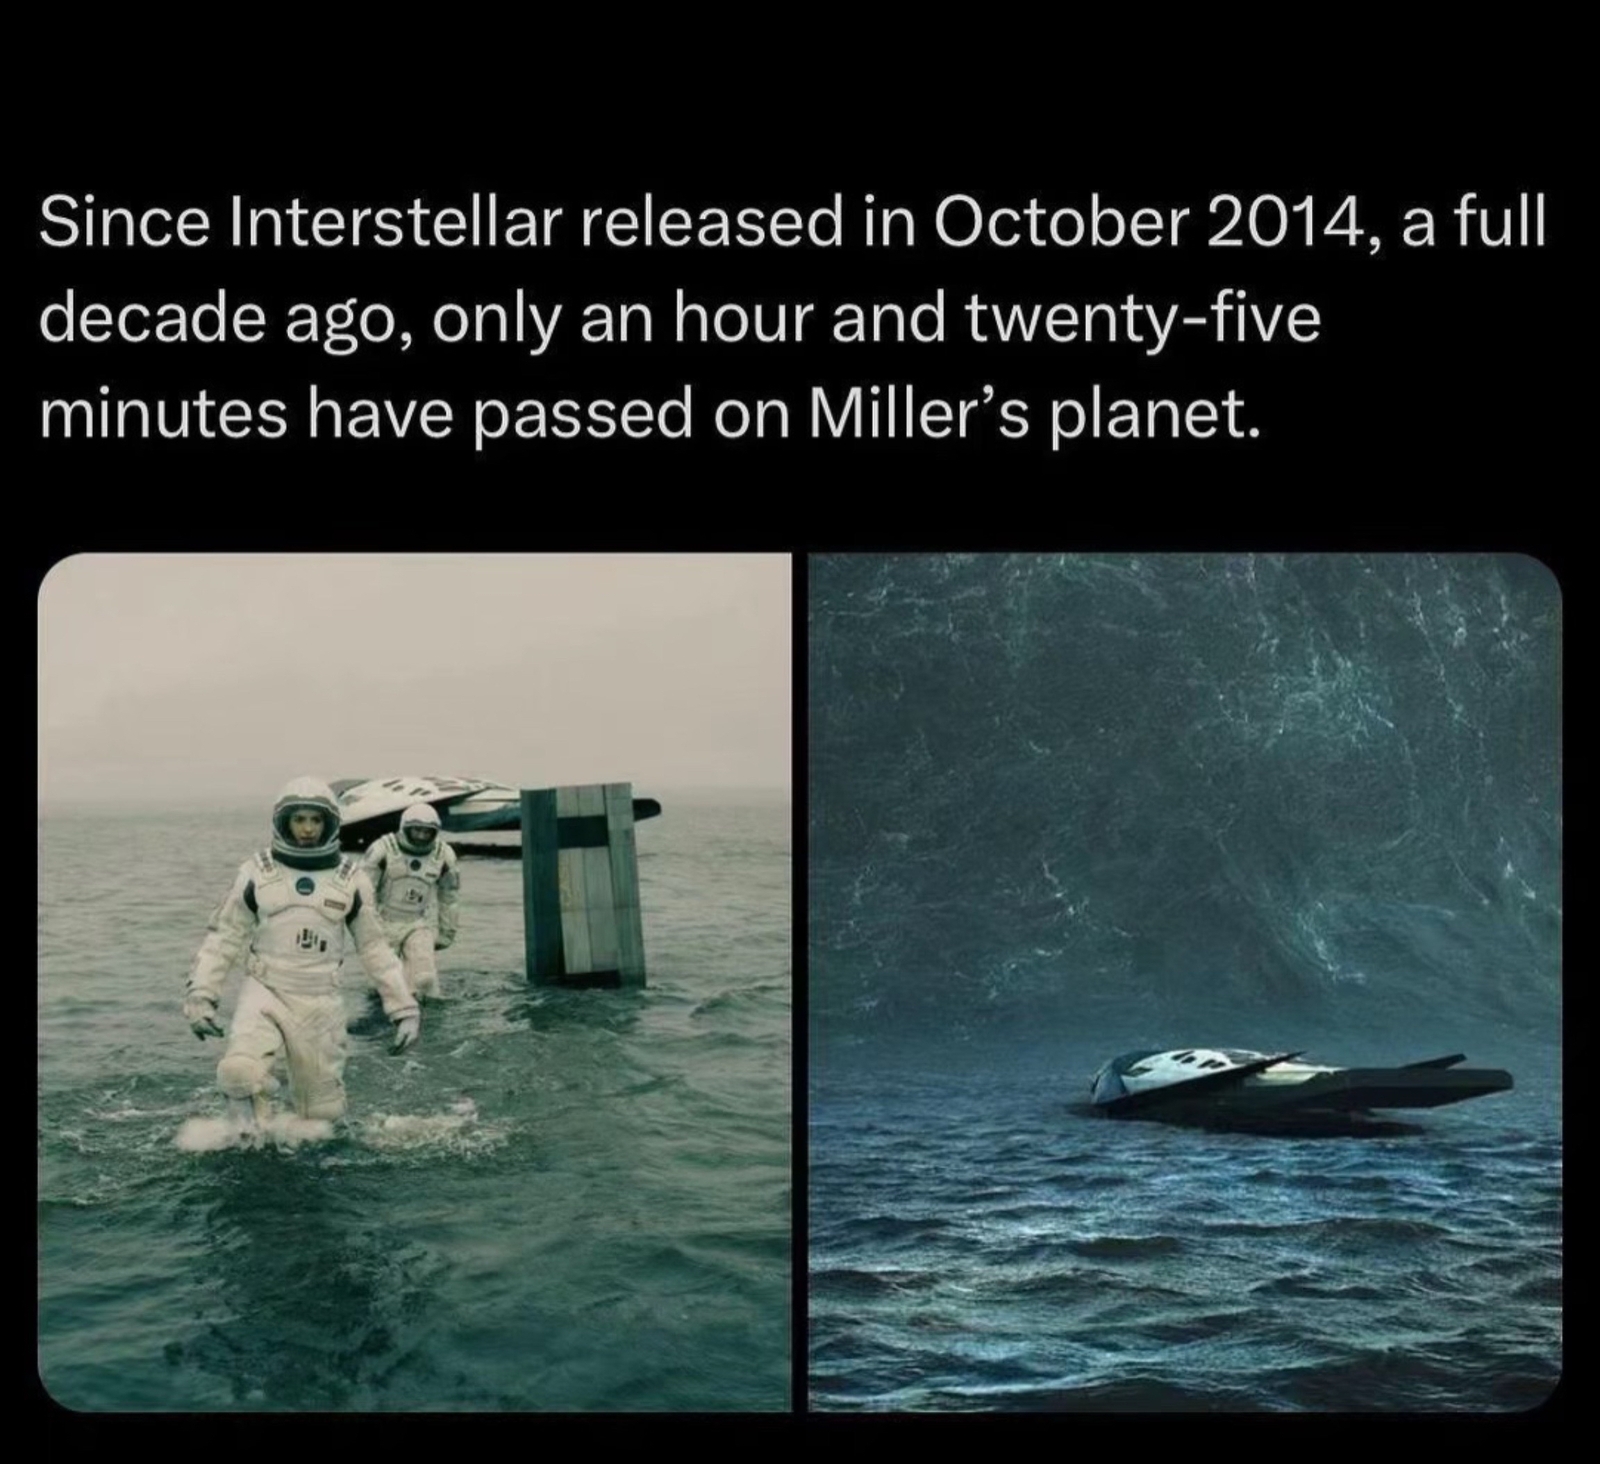 Since Interstellar released in October 2014, a full
decade ago, only an hour and twenty-five
minutes have passed on Miller’s planet.